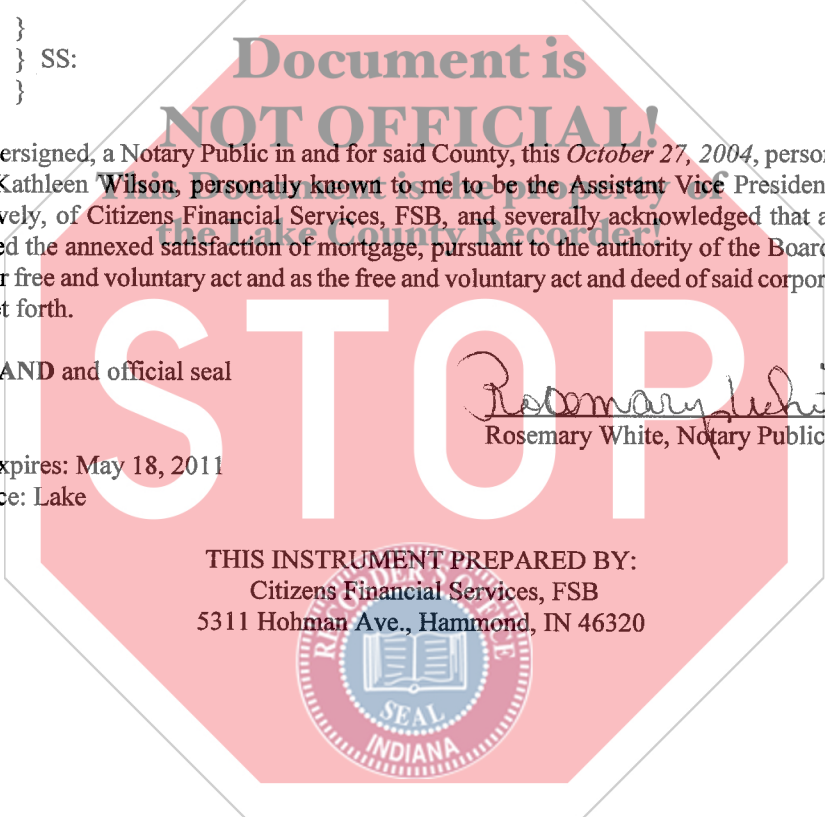 }
} SS:
}
Document is
NOT OFFICIAL!
This Document is the property of
the Lake County Recorder!
ersigned, a Notary Public in and for said County, this October 27, 2004, person
Kathleen Wilson, personally known to me to be the Assistant Vice Presiden
vely, of Citizens Financial Services, FSB, and severally acknowledged that a
ed the annexed satisfaction of mortgage, pursuant to the authority of the Board
r free and voluntary act and as the free and voluntary act and deed of said corpor
t forth.
STOP
AND and official seal
Rosemary Whi
Rosemary White, Notary Public
xpires: May 18, 2011
ce: Lake
THIS INSTRUMENT PREPARED BY:
Citizens Financial Services, FSB
5311 Hohman Ave., Hammond, IN 46320
RECORDER'S OFFICE
SEAL
INDIANA